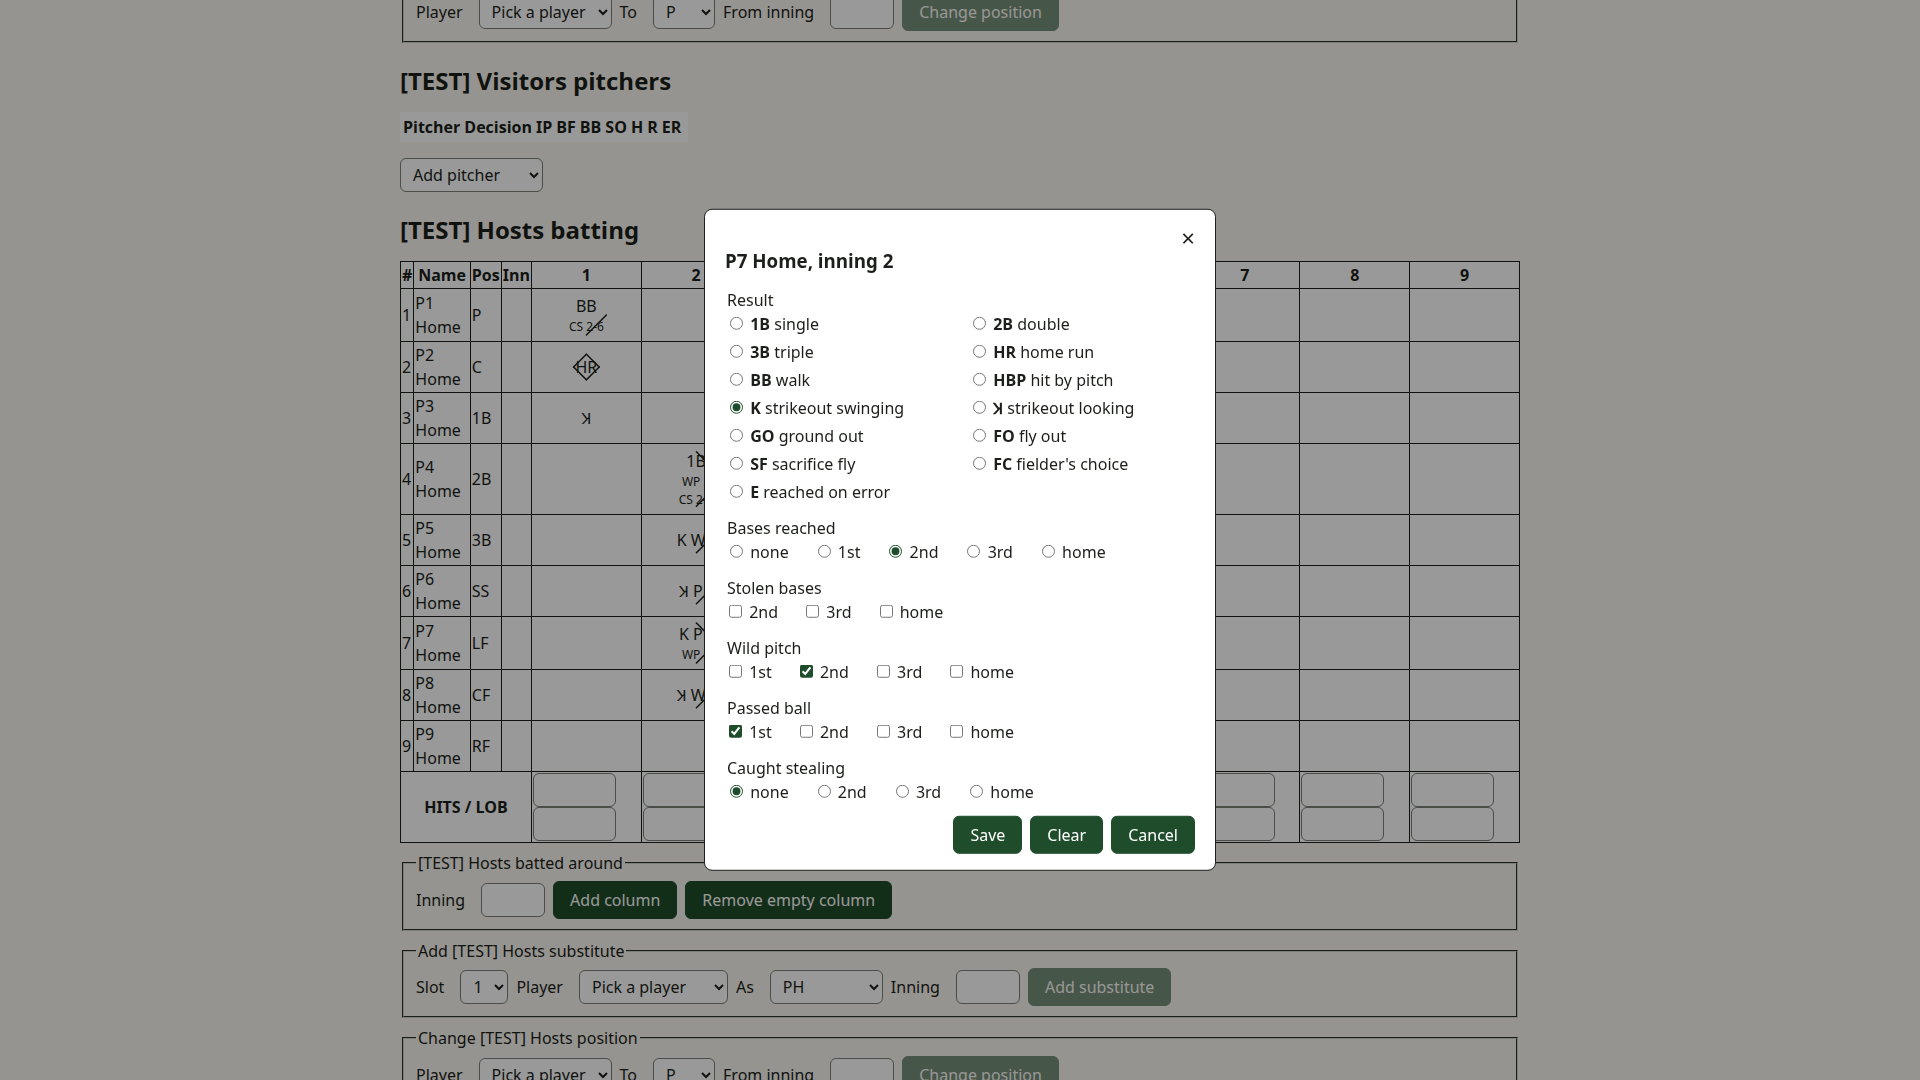 Player Pick a player To P From inning Change position
[TEST] Visitors pitchers
Pitcher Decision IP BF BB SO H R ER
Add pitcher
[TEST] Hosts batting
# Name Pos Inn 1 2 7 8 9
1 P1 Home P BB CS 2-6
2 P2 Home C HR
3 P3 Home 1B ꓘ
4 P4 Home 2B 1B WP CS
5 P5 Home 3B K
6 P6 Home SS ꓘ
7 P7 Home LF K WP
8 P8 Home CF ꓘ
9 P9 Home RF
HITS / LOB
×
P7 Home, inning 2
Result
1B single 2B double
3B triple HR home run
BB walk HBP hit by pitch
K strikeout swinging ꓘ strikeout looking
GO ground out FO fly out
SF sacrifice fly FC fielder's choice
E reached on error
Bases reached
none 1st 2nd 3rd home
Stolen bases
2nd 3rd home
Wild pitch
1st 2nd 3rd home
Passed ball
1st 2nd 3rd home
Caught stealing
none 2nd 3rd home
Save Clear Cancel
[TEST] Hosts batted around
Inning Add column Remove empty column
Add [TEST] Hosts substitute
Slot 1 Player Pick a player As PH Inning Add substitute
Change [TEST] Hosts position
Player Pick a player To P From inning Change position